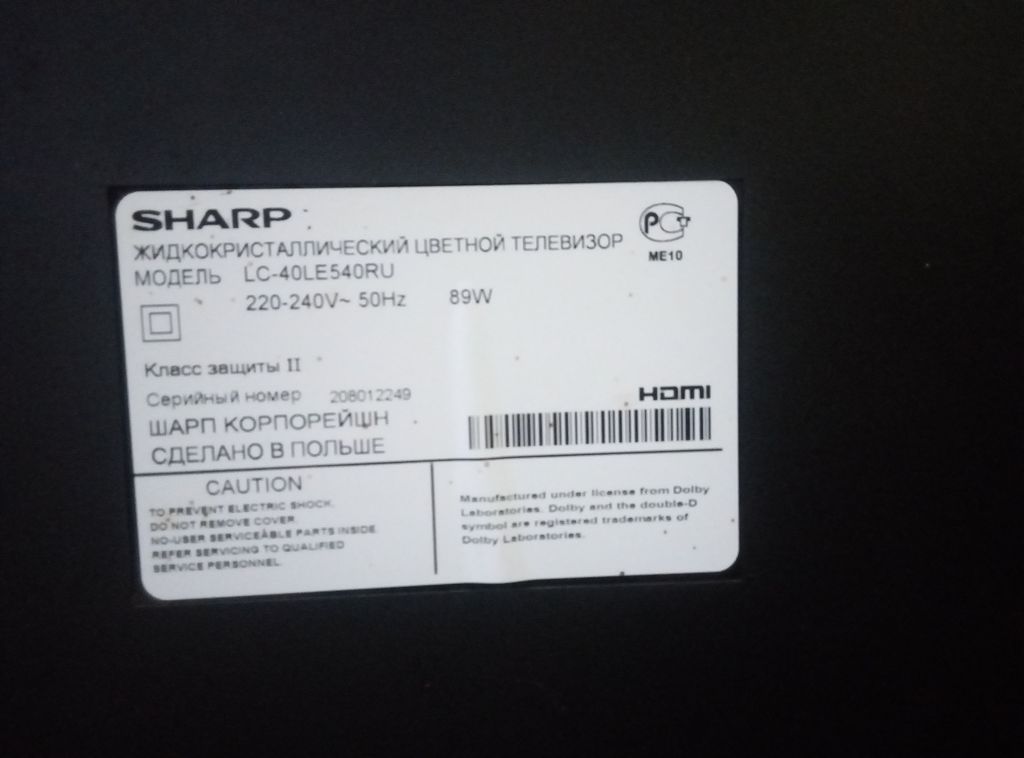 SHARP
ЖИДКОКРИСТАЛЛИЧЕСКИЙ ЦВЕТНОЙ ТЕЛЕВИЗОР
МОДЕЛЬ LC-40LE540RU
220-240V~ 50Hz 89W
РСТ
ME10
Класс защиты II
Серийный номер 208012249
ШАРП КОРПОРЕЙШН
СДЕЛАНО В ПОЛЬШЕ
HDMI
CAUTION
TO PREVENT ELECTRIC SHOCK,
DO NOT REMOVE COVER.
NO-USER SERVICEABLE PARTS INSIDE.
REFER SERVICING TO QUALIFIED
SERVICE PERSONNEL.
Manufactured under license from Dolby
Laboratories. Dolby and the double-D
symbol are registered trademarks of
Dolby Laboratories.